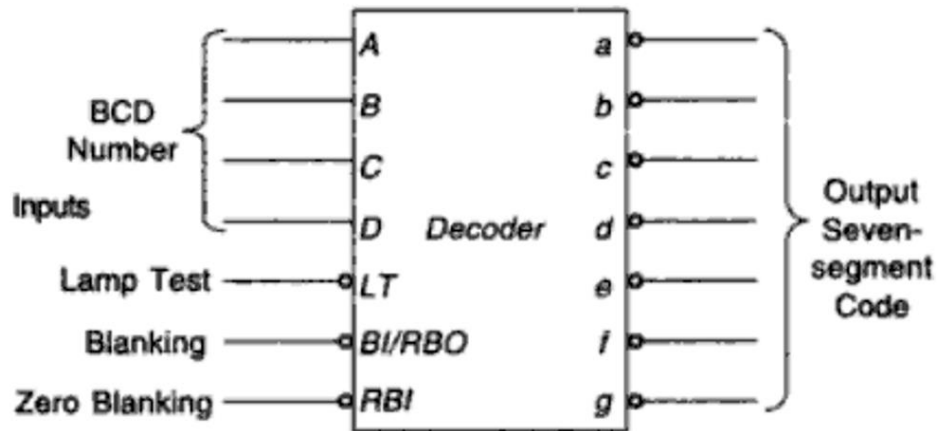 BCD
Number
Inputs
Lamp Test
Blanking
Zero Blanking
A
B
C
D
LT
BI/RBO
RBI
Decoder
a
b
c
d
e
f
g
Output
Seven-
segment
Code